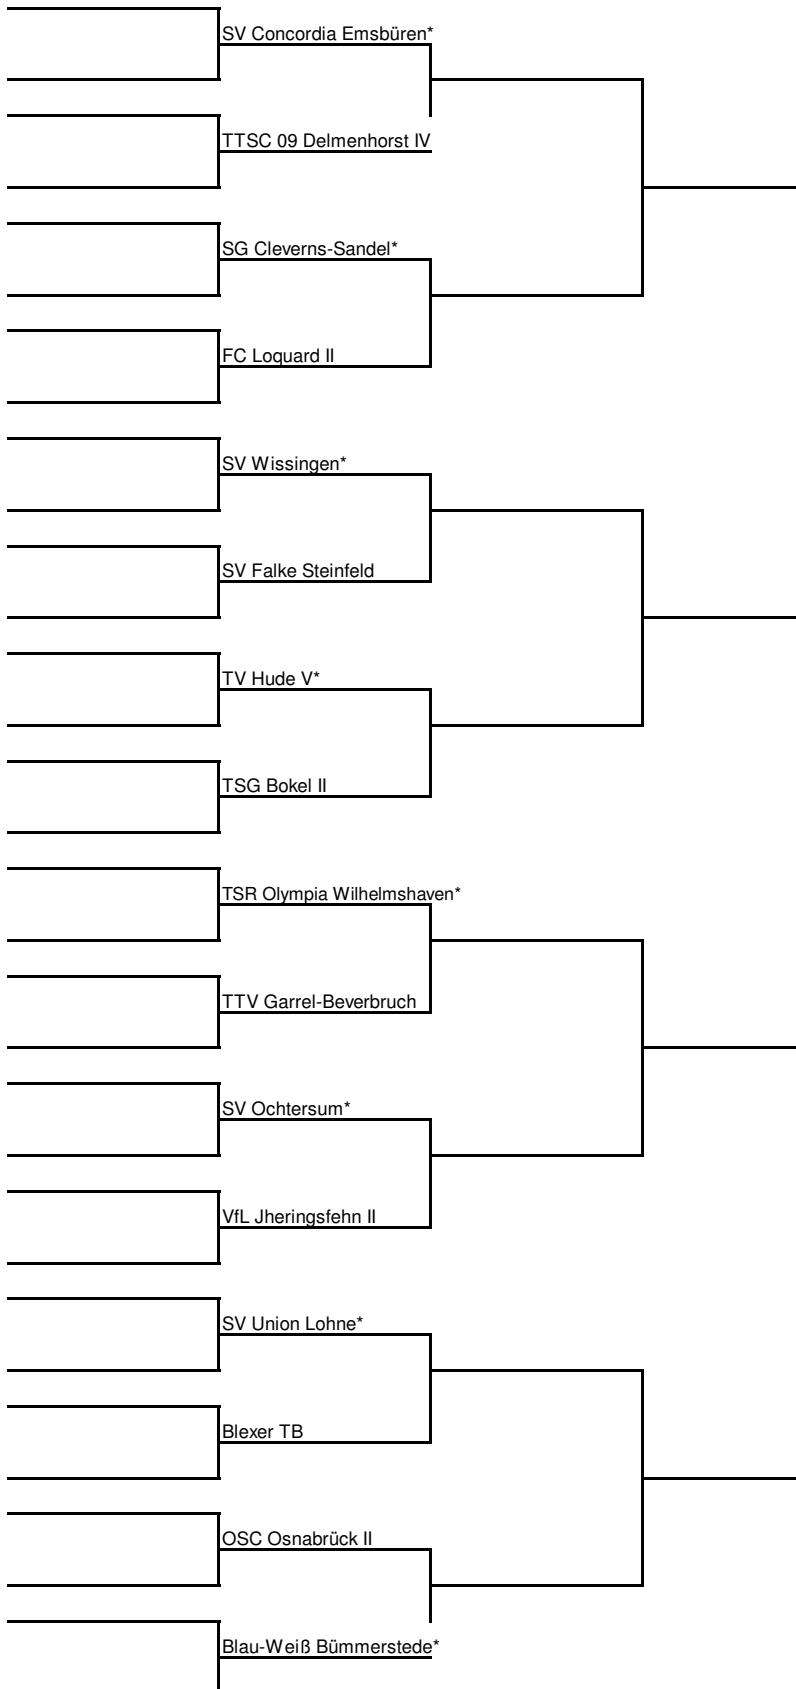 SV Concordia Emsbüren*
TTSC 09 Delmenhorst IV
SG Cleverns-Sandel*
FC Loquard II
SV Wissingen*
SV Falke Steinfeld
TV Hude V*
TSG Bokel II
TSR Olympia Wilhelmshaven*
TTV Garrel-Beverbruch
SV Ochtersum*
VfL Jheringsfehn II
SV Union Lohne*
Blexer TB
OSC Osnabrück II
Blau-Weiß Bümmerstede*